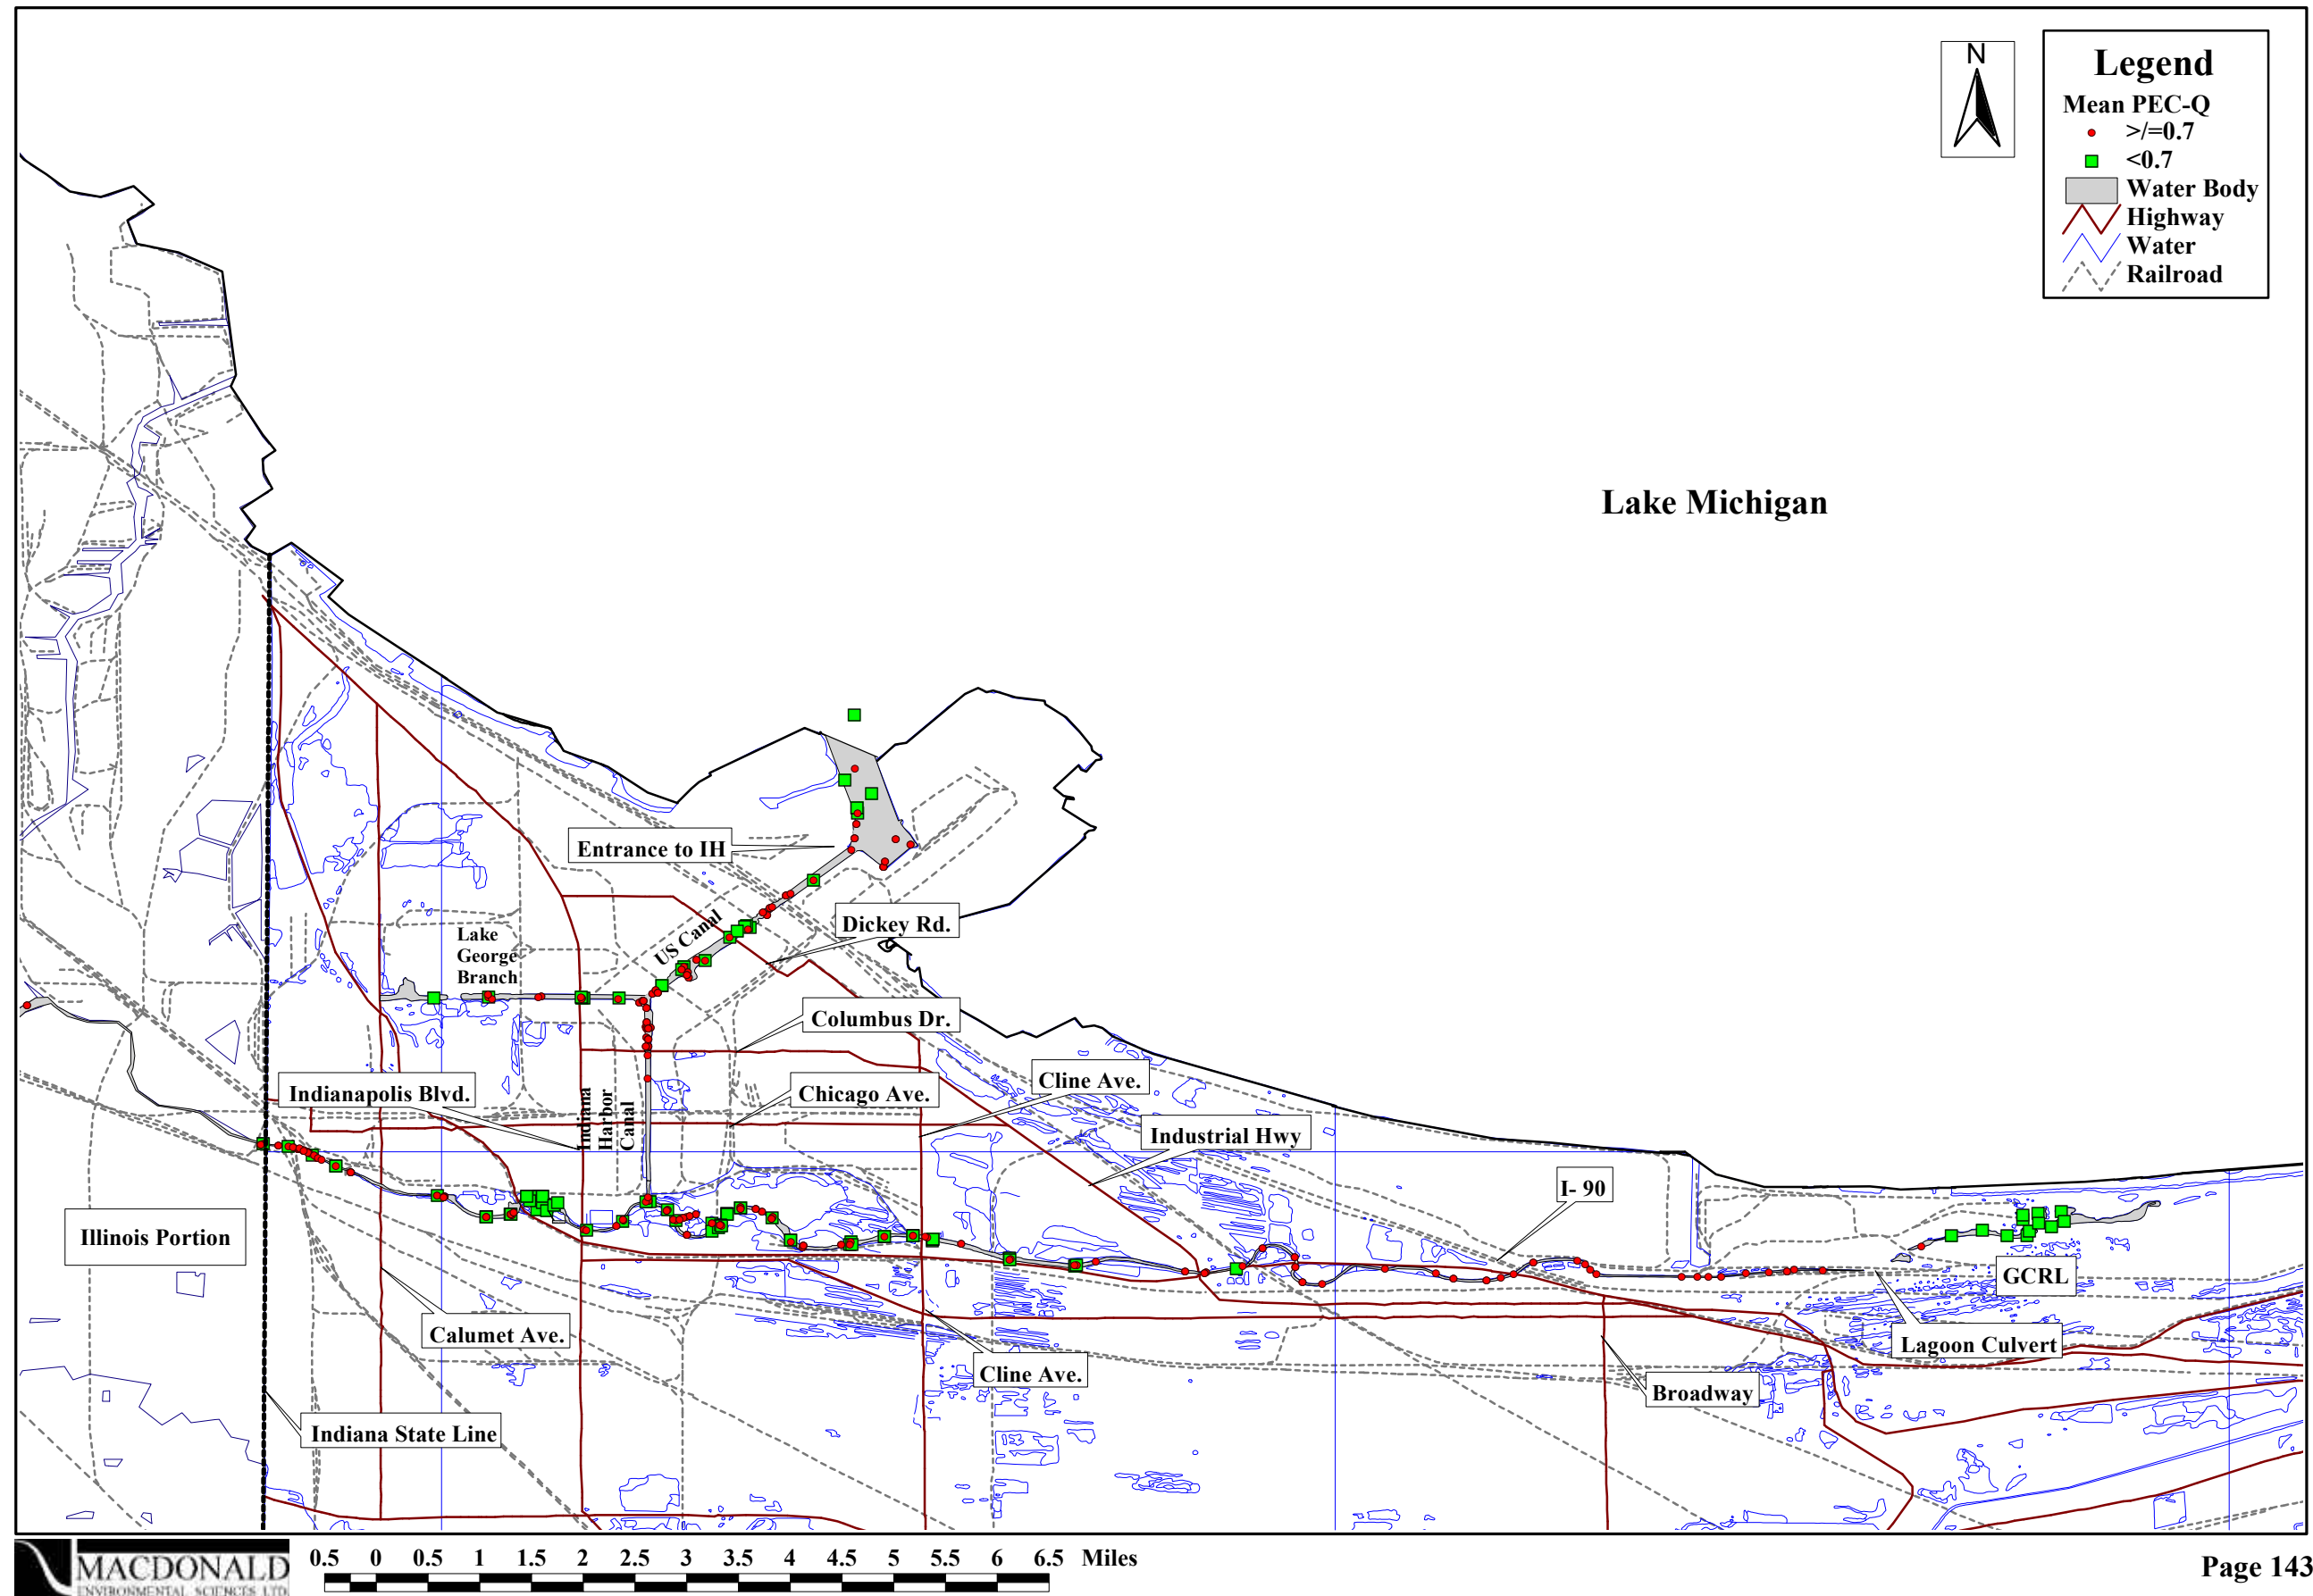 N
Legend
Mean PEC-Q
>/=0.7
<0.7
Water Body
Highway
Water
Railroad
Lake Michigan
Entrance to IH
Dickey Rd.
US Canal
Lake
George
Branch
Columbus Dr.
Cline Ave.
Indianapolis Blvd.
Chicago Ave.
Indiana
Harbor
Canal
Industrial Hwy
I- 90
Illinois Portion
GCRL
Calumet Ave.
Lagoon Culvert
Cline Ave.
Broadway
Indiana State Line
MACDONALD
ENVIRONMENTAL SCIENCES LTD.
0.5 0 0.5 1 1.5 2 2.5 3 3.5 4 4.5 5 5.5 6 6.5 Miles
Page 143